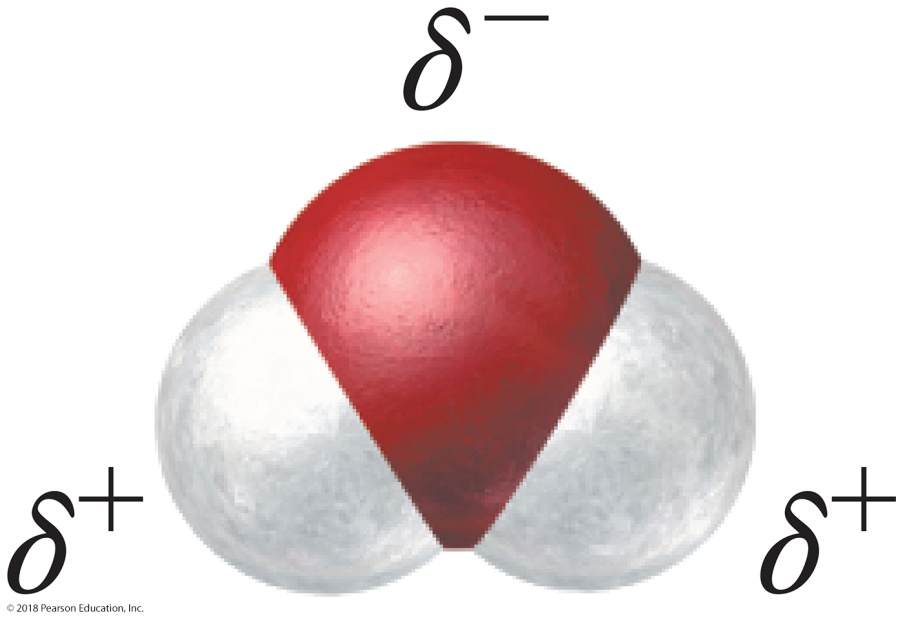 δ−
δ+
δ+
© 2018 Pearson Education, Inc.